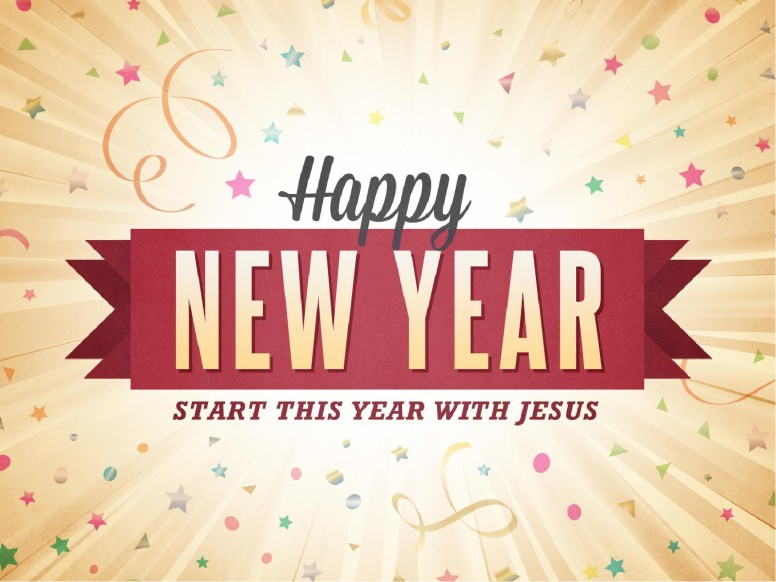 Happy
NEW YEAR
START THIS YEAR WITH JESUS